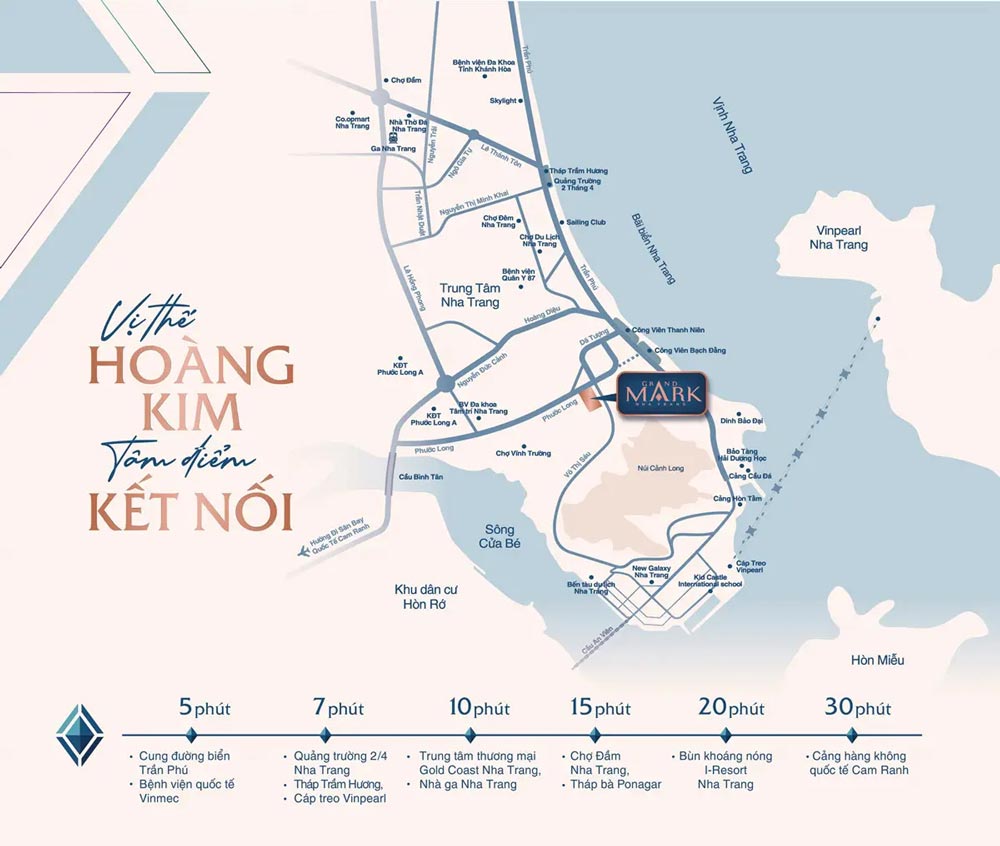 Vị thế
HOÀNG
KIM
Tâm điểm
KẾT NỐI
Trần Phú
Bệnh viện Đa Khoa
Tỉnh Khánh Hòa
Chợ Đầm
Skylight
Co.opmart
Nha Trang
Nhà Thờ Đá
Nha Trang
Ga Nha Trang
Nguyễn Trãi
Ngô Gia Tự
Lê Thánh Tôn
Tháp Trầm Hương
Quảng Trường
2 Tháng 4
Trần Nhật Duật
Nguyễn Thị Minh Khai
Chợ Đêm
Nha Trang
Sailing Club
Chợ Du Lịch
Nha Trang
Vịnh Nha Trang
Bãi biển Nha Trang
Vinpearl
Nha Trang
Lê Hồng Phong
Bệnh viện
Quân Y 87
Trần Phú
Trung Tâm
Nha Trang
Hoàng Diệu
Dã Tượng
Công Viên Thanh Niên
Công Viên Bạch Đằng
Nguyễn Đức Cảnh
KĐT
Phước Long A
GRAND
MARK
NHA TRANG
KĐT
Phước Long A
BV Đa khoa
Tâm trí Nha Trang
Phước Long
Phước Long
Dinh Bảo Đại
Chợ Vĩnh Trường
Võ Thị Sáu
Núi Cảnh Long
Bảo Tàng
Hải Dương Học
Cảng Cầu Đá
Cảng Hòn Tằm
Cầu Bình Tân
Hướng Đi Sân Bay
Quốc Tế Cam Ranh
Sông
Cửa Bé
Khu dân cư
Hòn Rớ
New Galaxy
Nha Trang
Kid Castle
International school
Cáp Treo
Vinpearl
Bến tàu du lịch
Nha Trang
Cầu An Viên
Hòn Miễu
5 phút
7 phút
10 phút
15 phút
20 phút
30 phút
• Cung đường biển
Trần Phú
• Bệnh viện quốc tế
Vinmec
• Quảng trường 2/4
Nha Trang
• Tháp Trầm Hương,
• Cáp treo Vinpearl
• Trung tâm thương mại
Gold Coast Nha Trang,
• Nhà ga Nha Trang
• Chợ Đầm
Nha Trang,
• Tháp bà Ponagar
• Bùn khoáng nóng
I-Resort
Nha Trang
• Cảng hàng không
quốc tế Cam Ranh